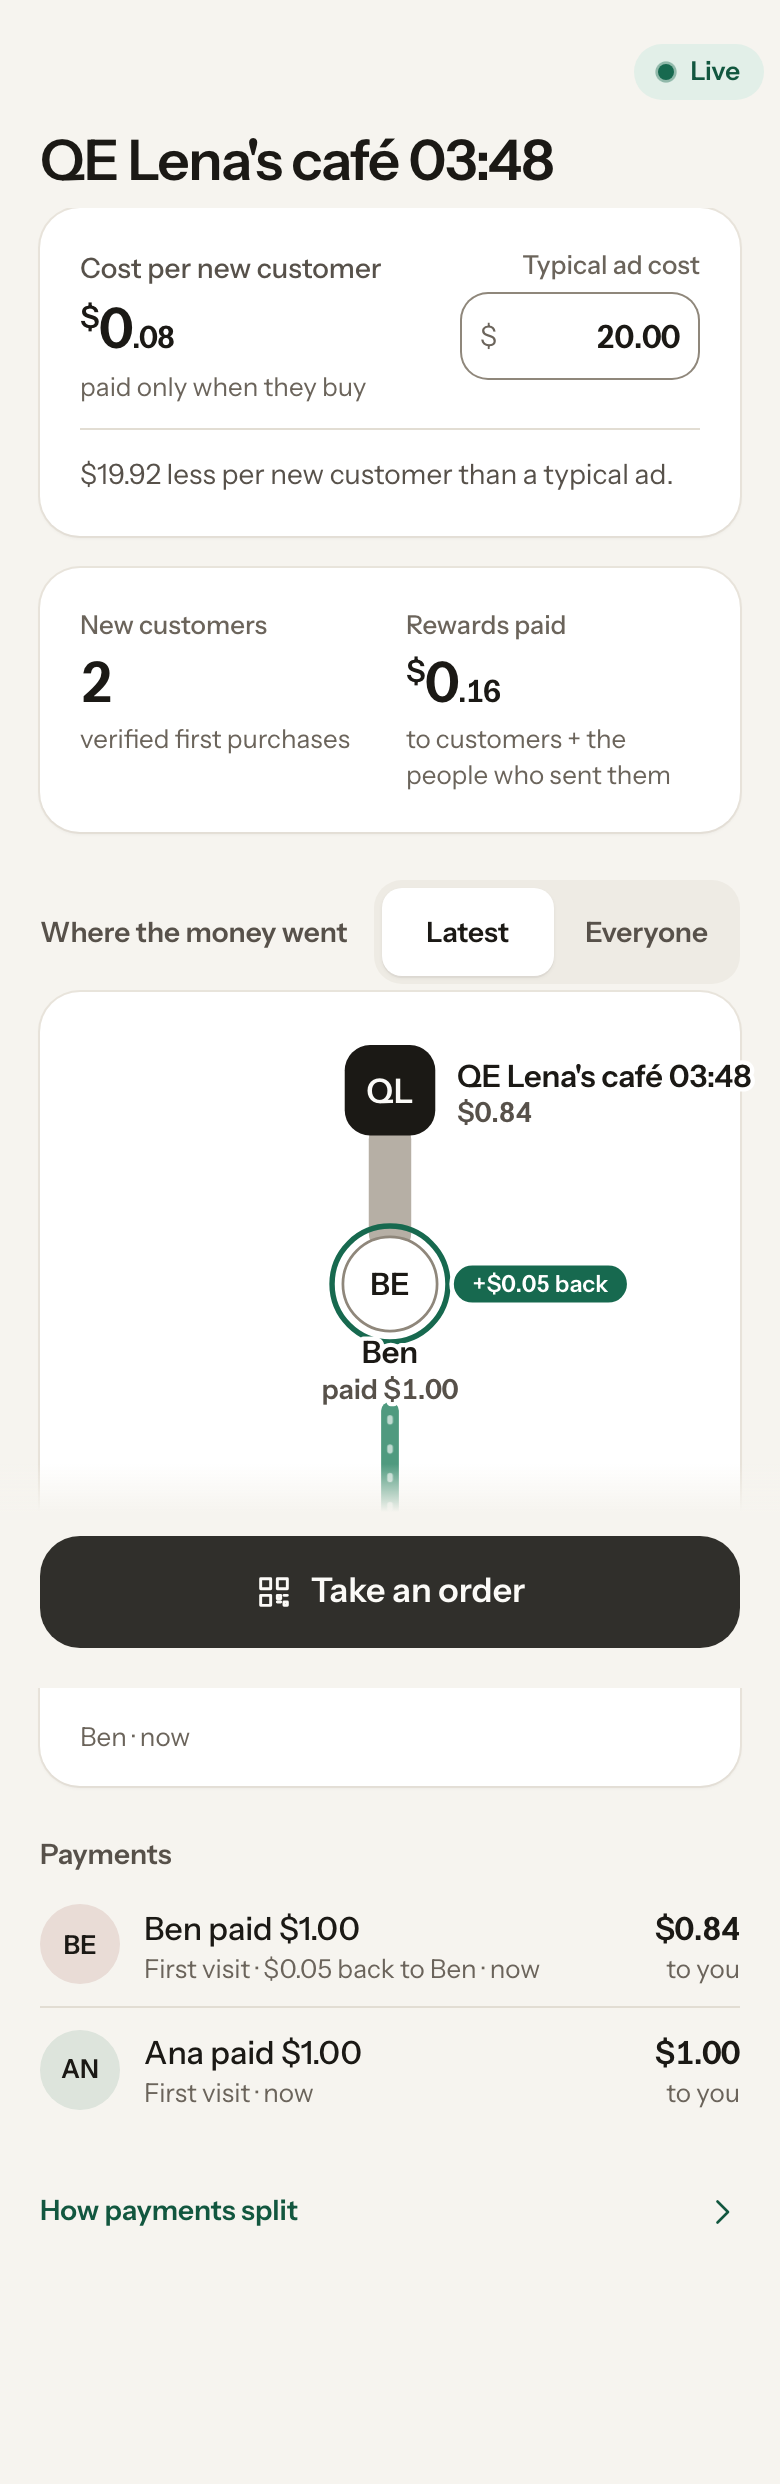 Live
QE Lena's café 03:48
Cost per new customer
$0.08
paid only when they buy
Typical ad cost
$ 20.00
$19.92 less per new customer than a typical ad.
New customers
2
verified first purchases
Rewards paid
$0.16
to customers + the
people who sent them
Where the money went
Latest
Everyone
QL
QE Lena's café 03:48
$0.84
BE
+$0.05 back
Ben
paid $1.00
Take an order
Ben · now
Payments
BE
Ben paid $1.00
First visit · $0.05 back to Ben · now
$0.84
to you
AN
Ana paid $1.00
First visit · now
$1.00
to you
How payments split